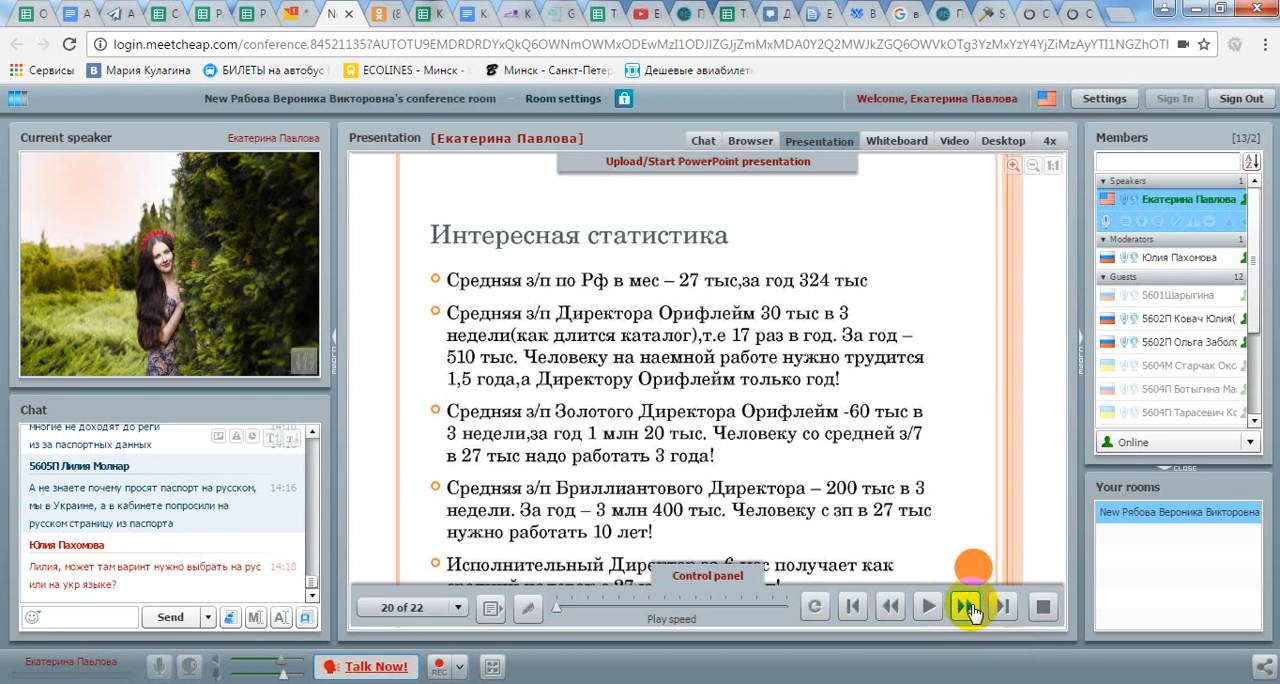 login.meetcheap.com/conference,84521135?
Сервисы
Мария Кулагина
БИЛЕТЫ на автобус
ECOLINES - Минск -
Минск - Санкт-Петер
Дешевые авиабилет
New Рябова Вероника Викторовна's conference room
Room settings
Welcome, Екатерина Павлова
Settings
Sign In
Sign Out
Current speaker
Екатерина Павлова
Presentation
[Екатерина Павлова]
Chat
Browser
Presentation
Whiteboard
Video
Desktop
4x
Members
[13/2]
Upload/Start PowerPoint presentation
1:1
Speakers 1
Екатерина Павлова
Moderators 1
Юлия Пахомова
Guests 12
5601Шарыгина
5602П Ковач Юлия(
5602П Ольга Забол
5604М Старчак Окс
5604П Ботыгина Ма
5604П Тарасевич Ко
Online
CLOSE
Your rooms
New Рябова Вероника Викторовна
Интересная статистика
Средняя з/п по Рф в мес – 27 тыс,за год 324 тыс
Средняя з/п Директора Орифлейм 30 тыс в 3
недели(как длится каталог),т.е 17 раз в год. За год –
510 тыс. Человеку на наемной работе нужно трудится
1,5 года,а Директору Орифлейм только год!
Средняя з/п Золотого Директора Орифлейм -60 тыс в
3 недели,за год 1 млн 20 тыс. Человеку со средней з/7
в 27 тыс надо работать 3 года!
Средняя з/п Бриллиантового Директора – 200 тыс в 3
недели. За год – 3 млн 400 тыс. Человеку с зп в 27 тыс
нужно работать 10 лет!
Исполнительный получает как
Control panel
20 of 22
Play speed
Chat
многие не доходят до реги
из за паспортных данных
5605П Лилия Молнар
А не знаете почему просят паспорт на русском, 14:16
мы в Украине, а в кабинете попросили на
русском страницу из паспорта
Юлия Пахомова
Лилия, может там варинт нужно выбрать на рус 14:18
или на укр языке?
Send
Екатерина Павлова
Talk Now!
REC